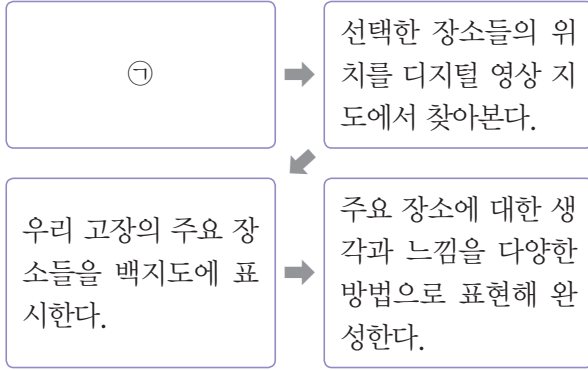 ㉠
선택한 장소들의 위
치를 디지털 영상 지
도에서 찾아본다.
우리 고장의 주요 장
소들을 백지도에 표
시한다.
주요 장소에 대한 생
각과 느낌을 다양한
방법으로 표현해 완
성한다.